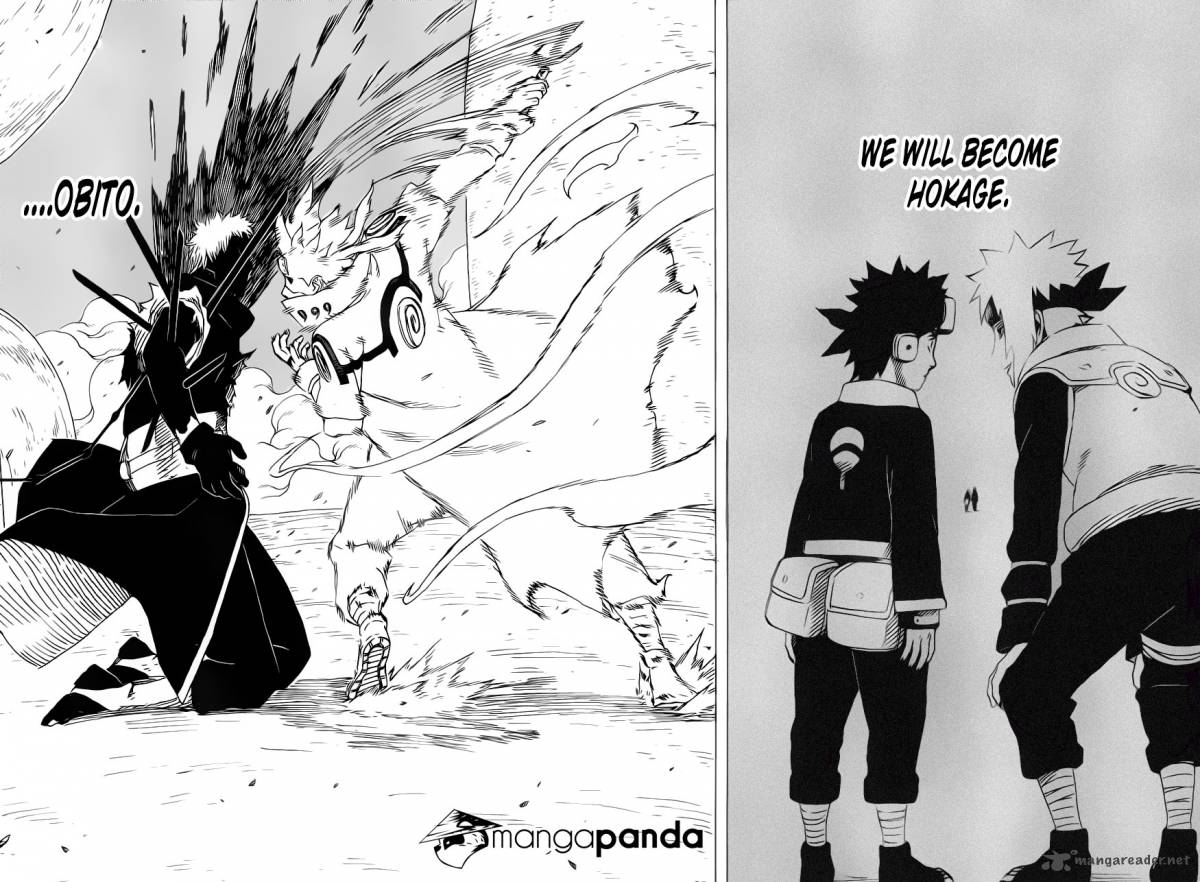 WE WILL BECOME
HOKAGE.
....OBITO.
mangapanda
mangareader.net